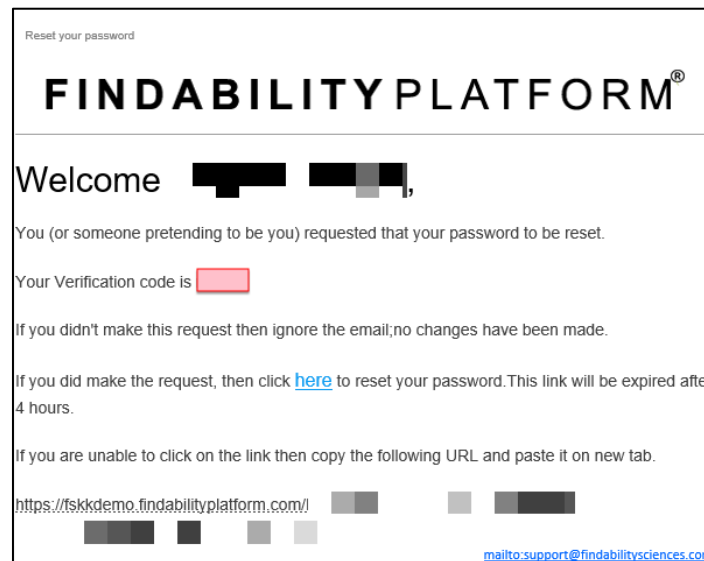 Reset your password
FINDABILITYPLATFORM®
Welcome ,
You (or someone pretending to be you) requested that your password to be reset.
Your Verification code is
If you didn't make this request then ignore the email;no changes have been made.
If you did make the request, then click here to reset your password.This link will be expired afte
4 hours.
If you are unable to click on the link then copy the following URL and paste it on new tab.
https://fskkdemo.findabilityplatform.com/
mailto:support@findabilitysciences.com